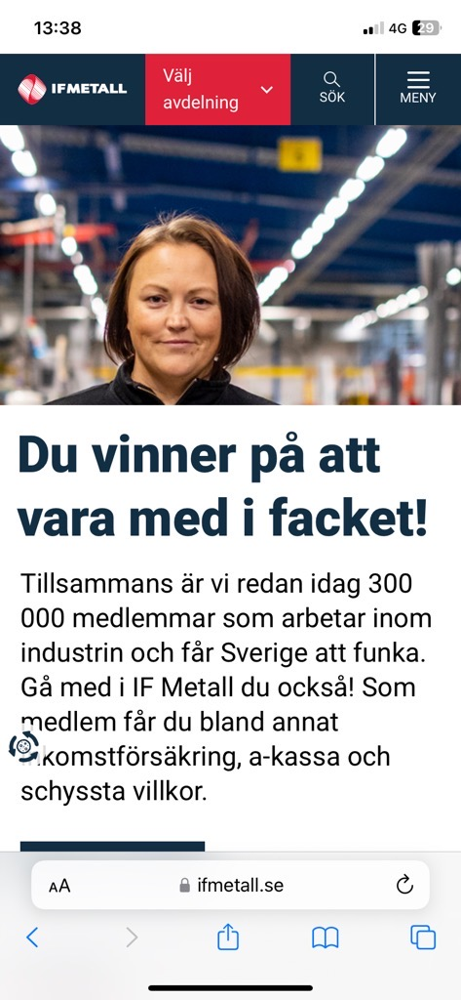 13:38
4G
29
IFMETALL
Välj
avdelning
SÖK
MENY
Du vinner på att
vara med i facket!
Tillsammans är vi redan idag 300
000 medlemmar som arbetar inom
industrin och får Sverige att funka.
Gå med i IF Metall du också! Som
medlem får du bland annat
inkomstförsäkring, a-kassa och
schyssta villkor.
AA
ifmetall.se